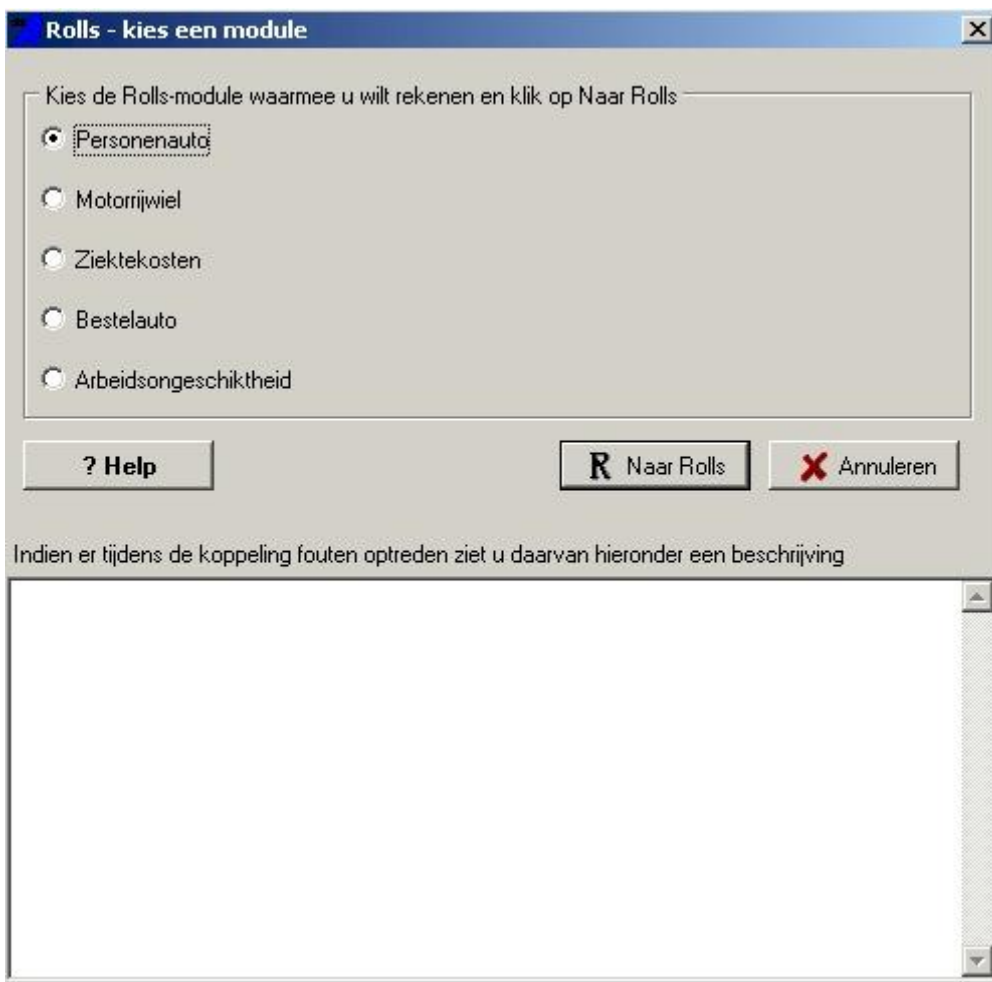 Rolls - kies een module
Kies de Rolls-module waarmee u wilt rekenen en klik op Naar Rolls
Personenauto
Motorrijwiel
Ziektekosten
Bestelauto
Arbeidsongeschiktheid
? Help
R Naar Rolls
Annuleren
Indien er tijdens de koppeling fouten optreden ziet u daarvan hieronder een beschrijving